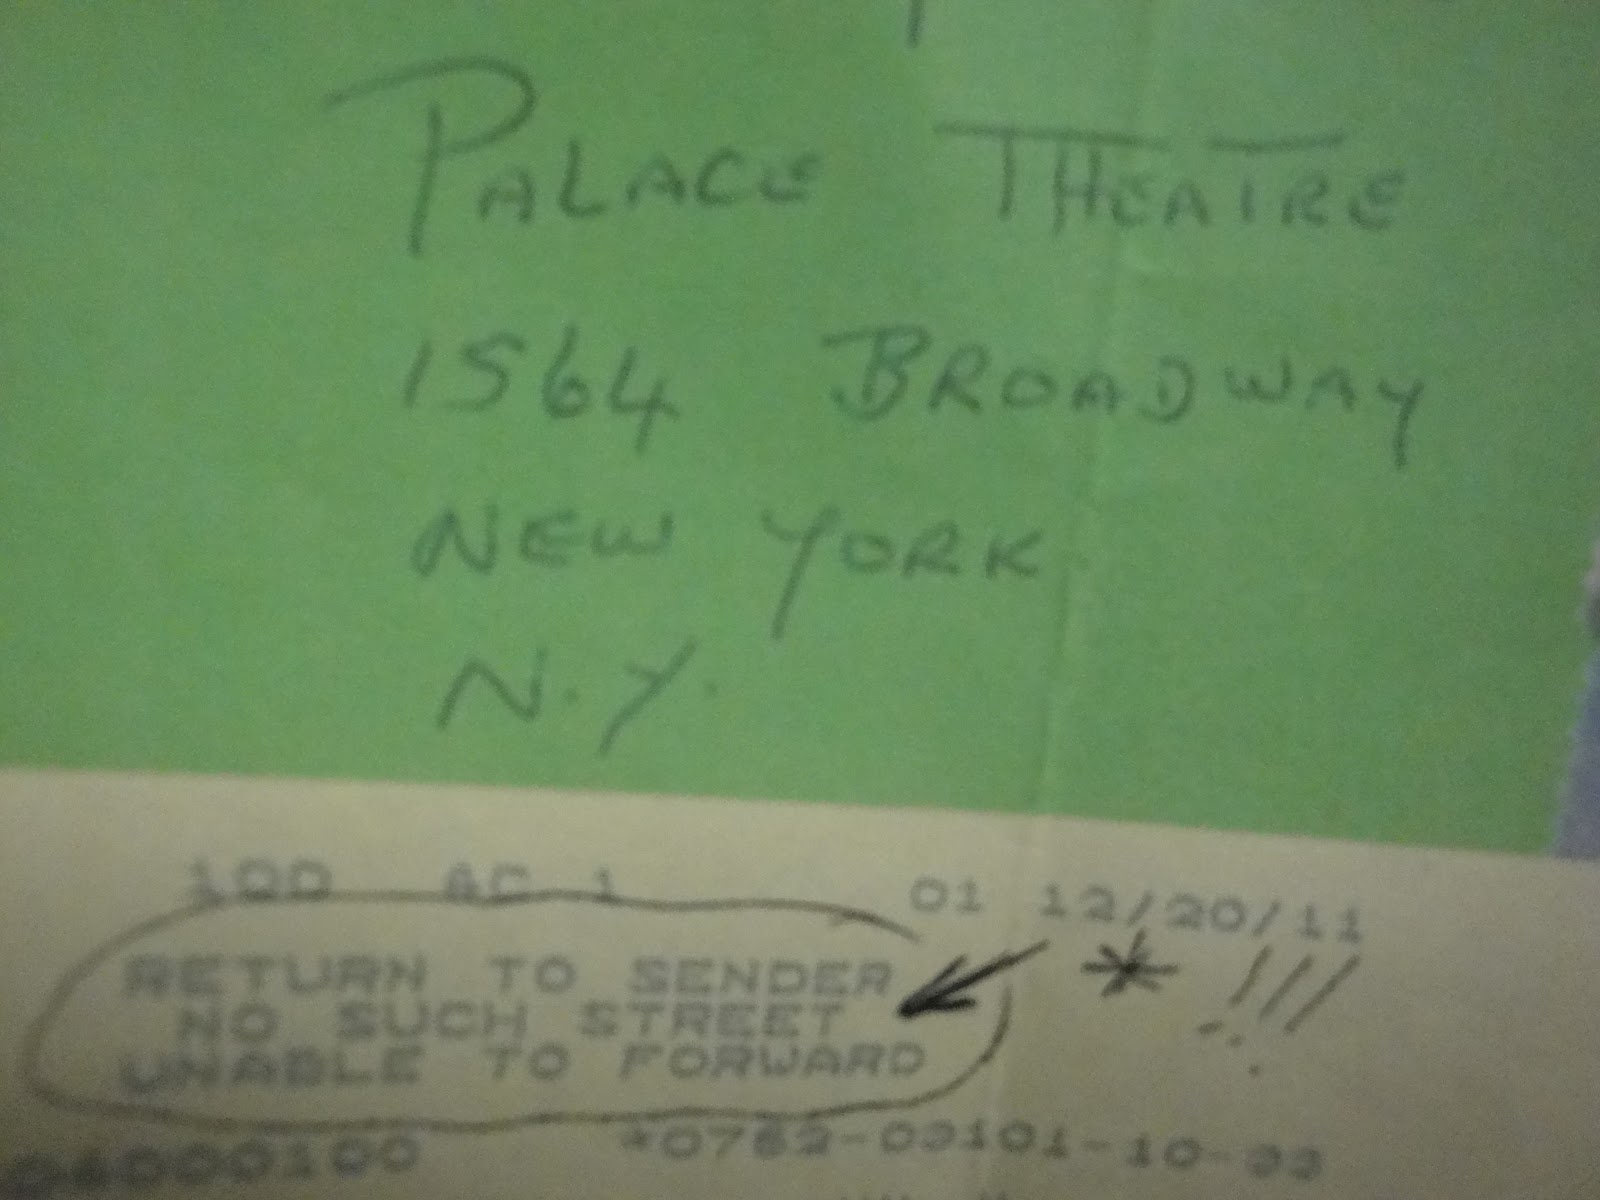 PALACE THEATRE
1564 BROADWAY
NEW YORK
N.Y.
01 12/20/11
RETURN TO SENDER
NO SUCH STREET
UNABLE TO FORWARD
* !!!